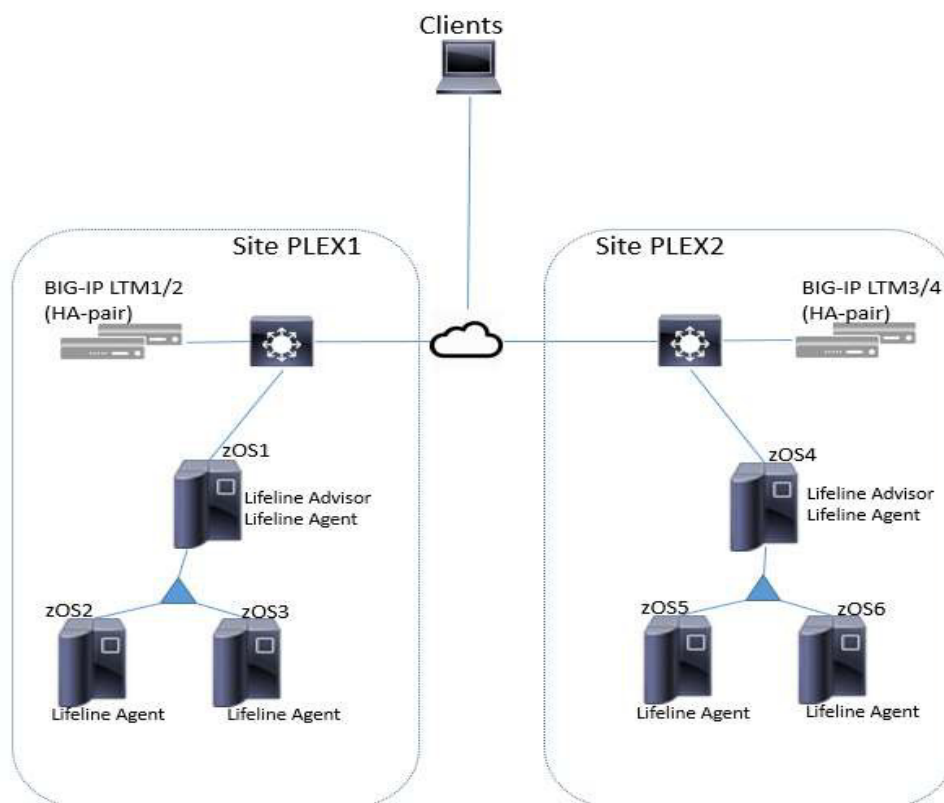 Clients
Site PLEX1
BIG-IP LTM1/2
(HA-pair)
zOS1
Lifeline Advisor
Lifeline Agent
zOS2
zOS3
Lifeline Agent
Lifeline Agent
Site PLEX2
BIG-IP LTM3/4
(HA-pair)
zOS4
Lifeline Advisor
Lifeline Agent
zOS5
zOS6
Lifeline Agent
Lifeline Agent